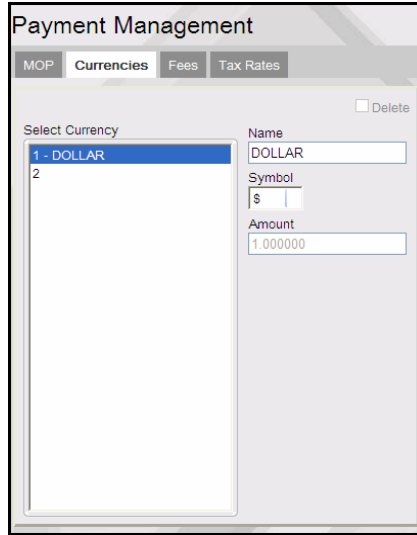 Payment Management
MOP Currencies Fees Tax Rates
Delete
Select Currency
1 - DOLLAR
2
Name
DOLLAR
Symbol
$
Amount
1.000000